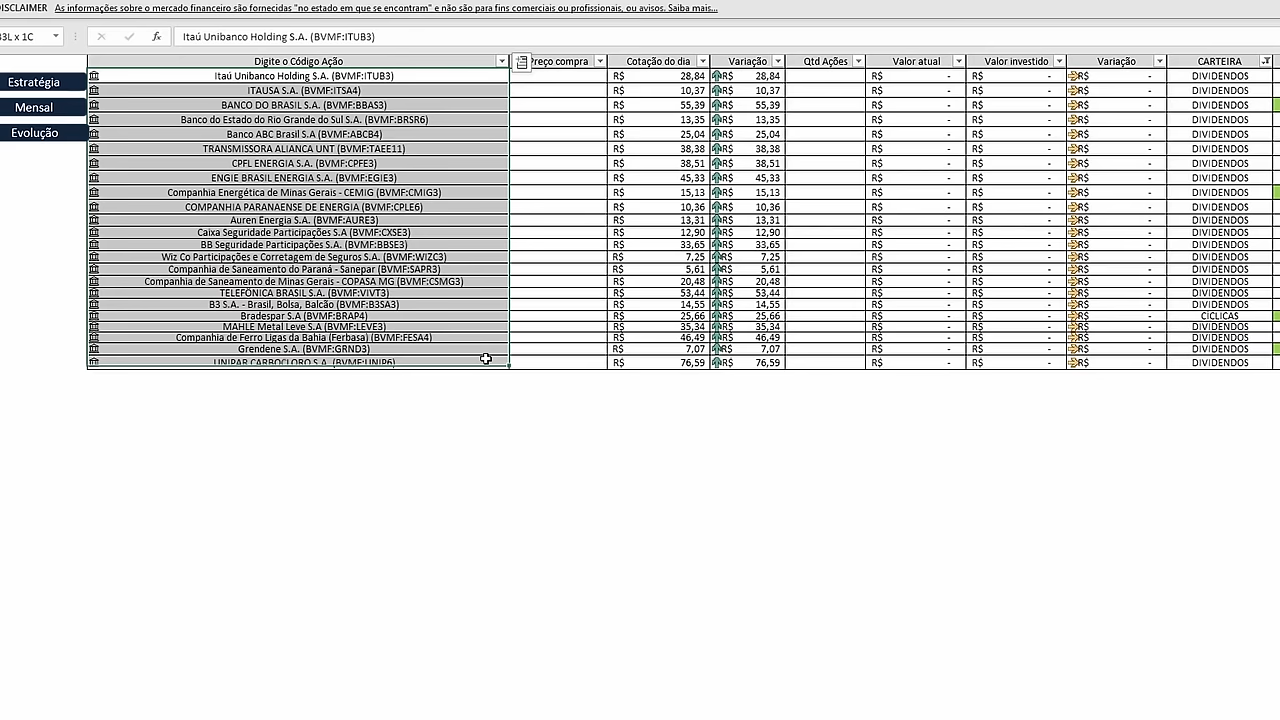 DISCLAIMER As informações sobre o mercado financeiro são fornecidas "no estado em que se encontram" e não são para fins comerciais ou profissionais, ou avisos. Saiba mais...
33L x 1C fx Itaú Unibanco Holding S.A. (BVMF:ITUB3)
Digite o Código Ação Preço compra Cotação do dia Variação Qtd Ações Valor atual Valor investido Variação CARTEIRA
Estratégia
Mensal
Evolução
Itaú Unibanco Holding S.A. (BVMF:ITUB3) R$ 28,84 R$ 28,84 R$ - R$ - R$ - DIVIDENDOS
ITAUSA S.A. (BVMF:ITSA4) R$ 10,37 R$ 10,37 R$ - R$ - R$ - DIVIDENDOS
BANCO DO BRASIL S.A. (BVMF:BBAS3) R$ 55,39 R$ 55,39 R$ - R$ - R$ - DIVIDENDOS
Banco do Estado do Rio Grande do Sul S.A. (BVMF:BRSR6) R$ 13,35 R$ 13,35 R$ - R$ - R$ - DIVIDENDOS
Banco ABC Brasil S.A (BVMF:ABCB4) R$ 25,04 R$ 25,04 R$ - R$ - R$ - DIVIDENDOS
TRANSMISSORA ALIANCA UNT (BVMF:TAEE11) R$ 38,38 R$ 38,38 R$ - R$ - R$ - DIVIDENDOS
CPFL ENERGIA S.A. (BVMF:CPFE3) R$ 38,51 R$ 38,51 R$ - R$ - R$ - DIVIDENDOS
ENGIE BRASIL ENERGIA S.A. (BVMF:EGIE3) R$ 45,33 R$ 45,33 R$ - R$ - R$ - DIVIDENDOS
Companhia Energética de Minas Gerais - CEMIG (BVMF:CMIG3) R$ 15,13 R$ 15,13 R$ - R$ - R$ - DIVIDENDOS
COMPANHIA PARANAENSE DE ENERGIA (BVMF:CPLE6) R$ 10,36 R$ 10,36 R$ - R$ - R$ - DIVIDENDOS
Auren Energia S.A. (BVMF:AURE3) R$ 13,31 R$ 13,31 R$ - R$ - R$ - DIVIDENDOS
Caixa Seguridade Participações S.A (BVMF:CXSE3) R$ 12,90 R$ 12,90 R$ - R$ - R$ - DIVIDENDOS
BB Seguridade Participações S.A. (BVMF:BBSE3) R$ 33,65 R$ 33,65 R$ - R$ - R$ - DIVIDENDOS
Wiz Co Participações e Corretagem de Seguros S.A. (BVMF:WIZC3) R$ 7,25 R$ 7,25 R$ - R$ - R$ - DIVIDENDOS
Companhia de Saneamento do Paraná - Sanepar (BVMF:SAPR3) R$ 5,61 R$ 5,61 R$ - R$ - R$ - DIVIDENDOS
Companhia de Saneamento de Minas Gerais - COPASA MG (BVMF:CSMG3) R$ 20,48 R$ 20,48 R$ - R$ - R$ - DIVIDENDOS
TELEFÔNICA BRASIL S.A. (BVMF:VIVT3) R$ 53,44 R$ 53,44 R$ - R$ - R$ - DIVIDENDOS
B3 S.A. - Brasil, Bolsa, Balcão (BVMF:B3SA3) R$ 14,55 R$ 14,55 R$ - R$ - R$ - DIVIDENDOS
Bradespar S.A (BVMF:BRAP4) R$ 25,66 R$ 25,66 R$ - R$ - R$ - CÍCLICAS
MAHLE Metal Leve S.A (BVMF:LEVE3) R$ 35,34 R$ 35,34 R$ - R$ - R$ - DIVIDENDOS
Companhia de Ferro Ligas da Bahia (Ferbasa) (BVMF:FESA4) R$ 46,49 R$ 46,49 R$ - R$ - R$ - DIVIDENDOS
Grendene S.A. (BVMF:GRND3) R$ 7,07 R$ 7,07 R$ - R$ - R$ - DIVIDENDOS
UNIPAR CARBOCLORO S.A. (BVMF:UNIP6) R$ 76,59 R$ 76,59 R$ - R$ - R$ - DIVIDENDOS